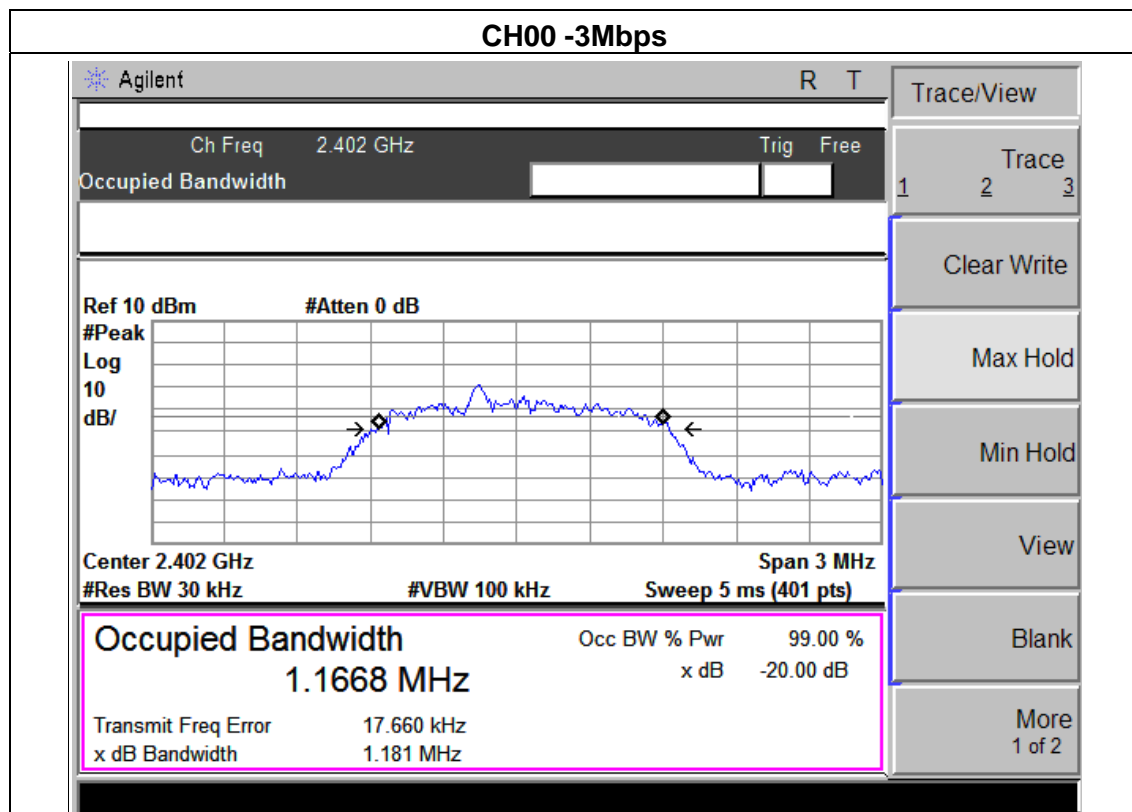 CH00 -3Mbps
Agilent R T
Trace/View
Ch Freq 2.402 GHz Trig Free
Occupied Bandwidth
Trace
1 2 3
Clear Write
Ref 10 dBm #Atten 0 dB
#Peak
Log
10
dB/
Max Hold
Min Hold
View
Center 2.402 GHz Span 3 MHz
#Res BW 30 kHz #VBW 100 kHz Sweep 5 ms (401 pts)
Occupied Bandwidth
1.1668 MHz
Occ BW % Pwr 99.00 %
x dB -20.00 dB
Transmit Freq Error 17.660 kHz
x dB Bandwidth 1.181 MHz
Blank
More
1 of 2